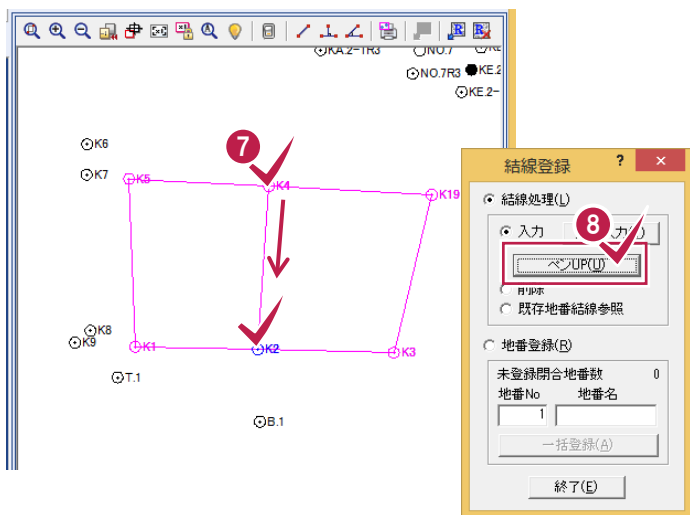 KA.2-1R3
NO.7
NO.7R3
KE.2
KE.2-
K6
7
K7
K5
K4
K19
K8
K9
K1
K2
K3
T.1
B.1
結線登録 ?
結線処理(L)
入力
8
ペンUP(U)
削除
既存地番結線参照
地番登録(R)
未登録閉合地番数 0
地番No 地番名
1
一括登録(A)
終了(E)